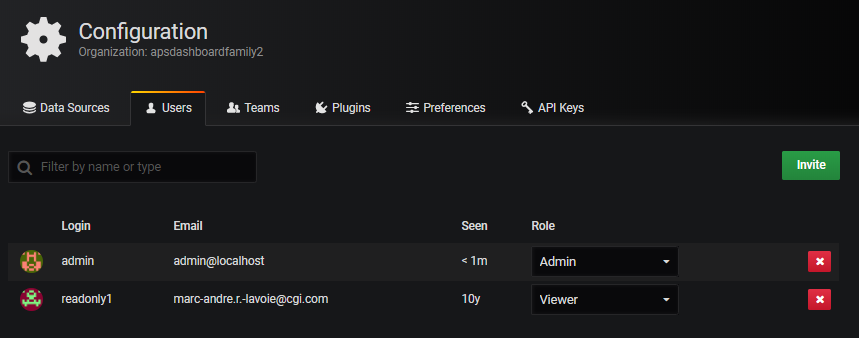 Configuration
Organization: apsdashboardfamily2
Data Sources Users Teams Plugins Preferences API Keys
Filter by name or type Invite
Login Email Seen Role
admin admin@localhost < 1m Admin
readonly1 marc-andre.r.-lavoie@cgi.com 10y Viewer